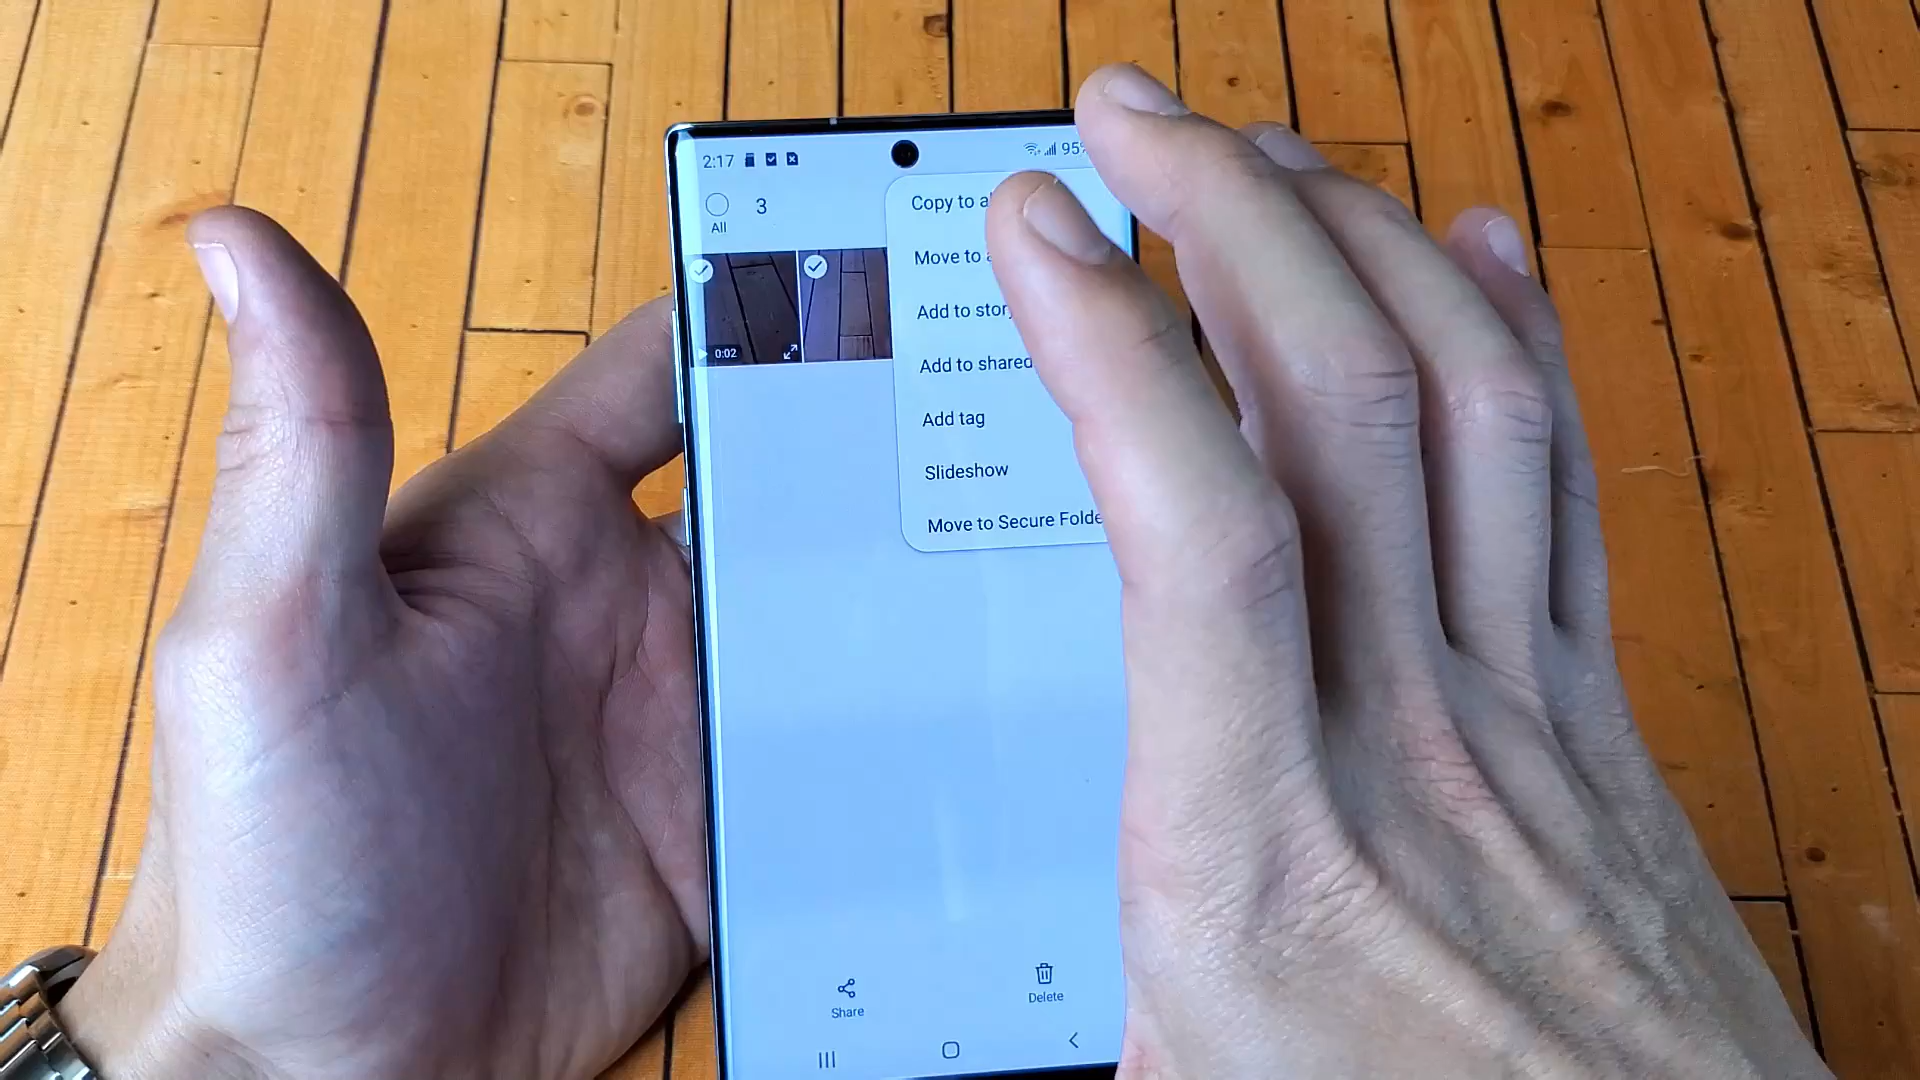 2:17 95%
3
All
Copy to
Move to
Add to story
Add to shared
Add tag
Slideshow
Move to Secure Folde
0:02
Share
Delete